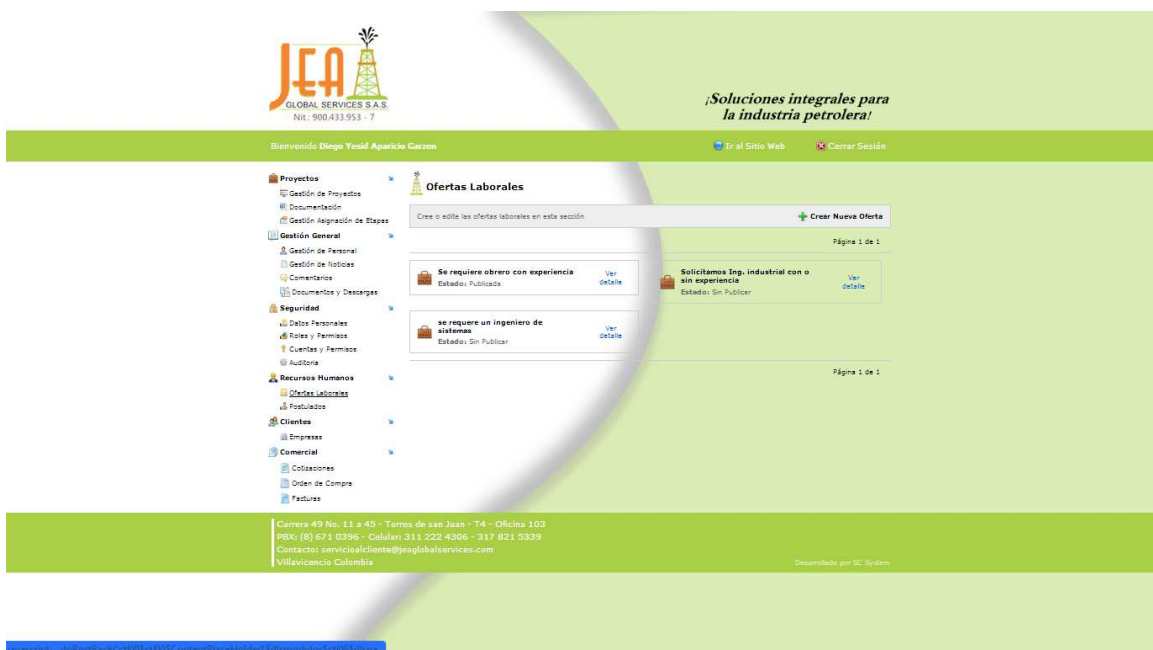 JEA
GLOBAL SERVICES S.A.S.
Nit.: 900.433.953 - 7
¡Soluciones integrales para
la industria petrolera!
Bienvenido Diego Yesid Aparicio Garzon
Ir al Sitio Web
Cerrar Sesión
Proyectos
Gestión de Proyectos
Documentación
Gestión Asignación de Etapas
Gestión General
Gestión de Personal
Gestión de Noticias
Comentarios
Documentos y Descargas
Seguridad
Datos Personales
Roles y Permisos
Cuentas y Permisos
Auditoria
Recursos Humanos
Ofertas Laborales
Postulados
Clientes
Empresas
Comercial
Cotizaciones
Orden de Compra
Facturas
Ofertas Laborales
Cree o edite las ofertas laborales en esta sección
Crear Nueva Oferta
Página 1 de 1
Se requiere obrero con experiencia
Estado: Publicada
Ver
detalle
Solicitamos Ing. industrial con o
sin experiencia
Estado: Sin Publicar
Ver
detalle
se requere un ingeniero de
sistemas
Estado: Sin Publicar
Ver
detalle
Página 1 de 1
Carrera 49 No. 11 a 45 - Torres de san Juan - T4 - Oficina 103
PBX: (8) 671 0396 - Celular: 311 222 4306 - 317 821 5339
Contacto: servicioalcliente@jeaglobalservices.com
Villavicencio Colombia
Desarrollado por SC System